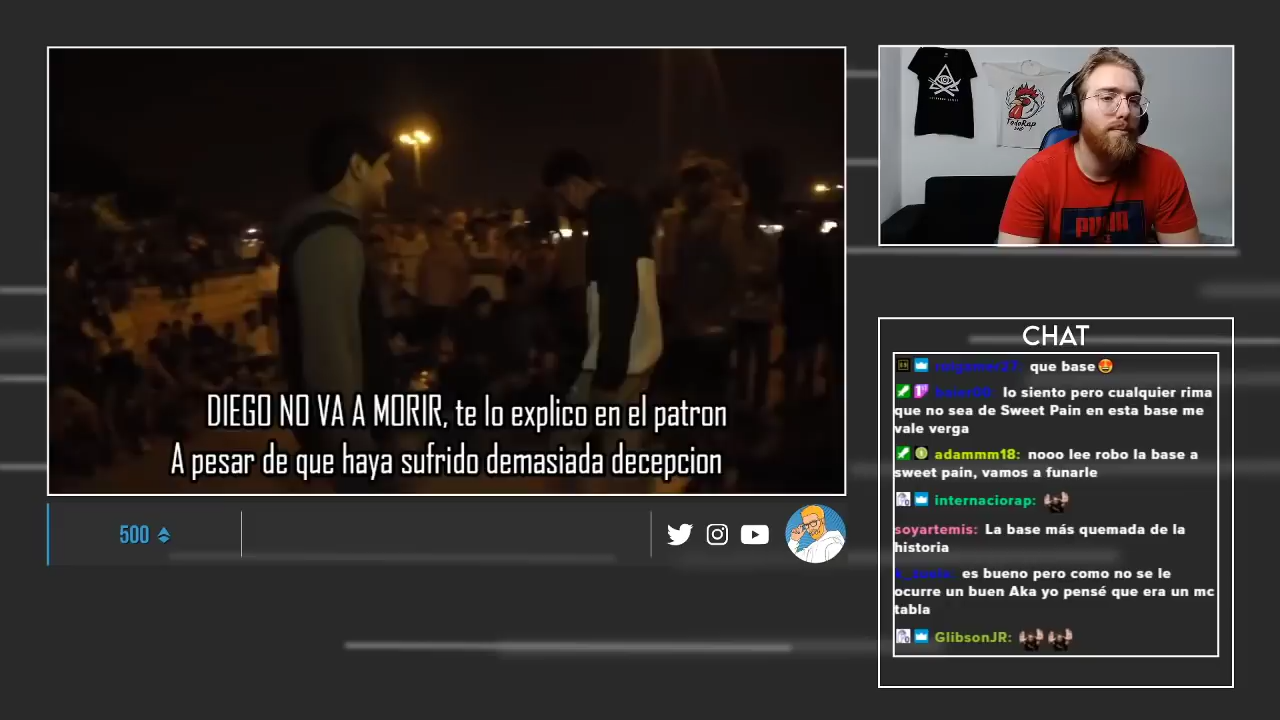 DIEGO NO VA A MORIR, te lo explico en el patron
A pesar de que haya sufrido demasiada decepcion
500
TodoRap
PUMA
CHAT
que base
lo siento pero cualquier rima
que no sea de Sweet Pain en esta base me
vale verga
adammm18: nooo lee robo la base a
sweet pain, vamos a funarle
internaciorap:
soyartemis: La base más quemada de la
historia
es bueno pero como no se le
ocurre un buen Aka yo pensé que era un mc
tabla
GlibsonJR: